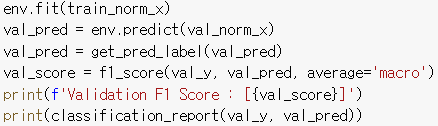 env.fit(train_norm_x)
val_pred = env.predict(val_norm_x)
val_pred = get_pred_label(val_pred)
val_score = f1_score(val_y, val_pred, average='macro')
print(f'Validation F1 Score : [{val_score}]')
print(classification_report(val_y, val_pred))